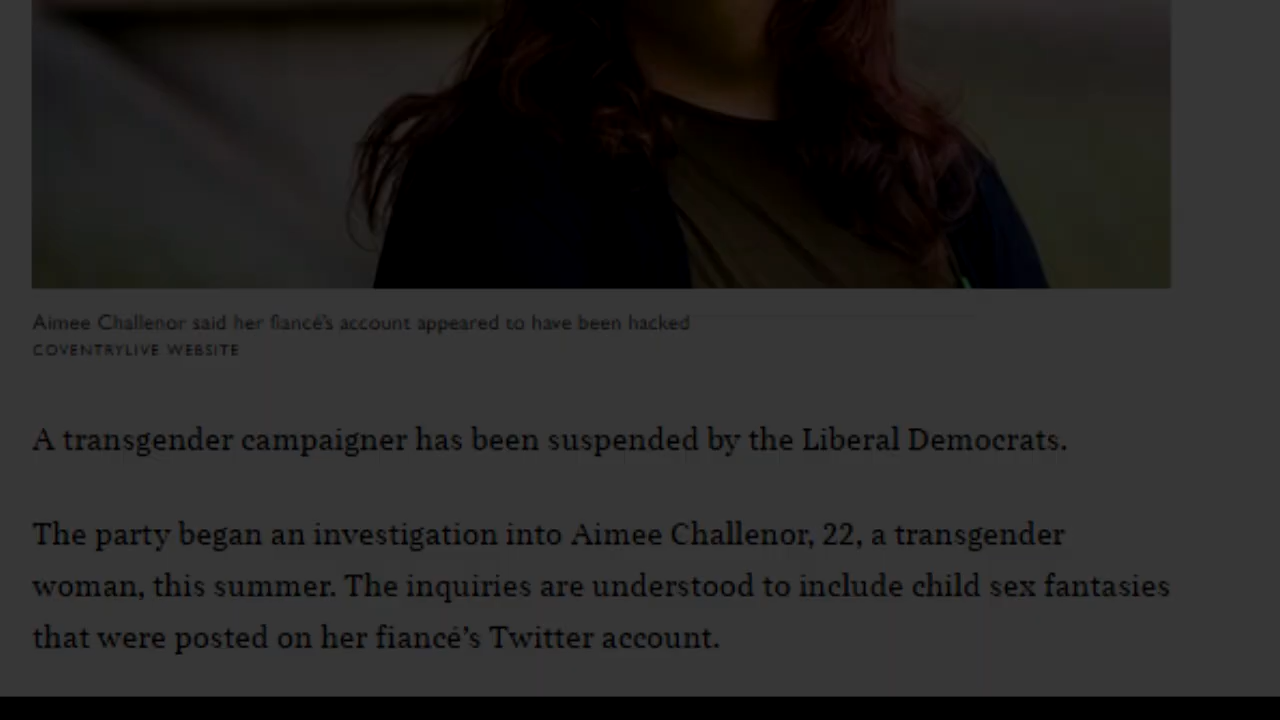 Aimee Challenor said her fiancé's account appeared to have been hacked
COVENTRYLIVE WEBSITE
A transgender campaigner has been suspended by the Liberal Democrats.
The party began an investigation into Aimee Challenor, 22, a transgender
woman, this summer. The inquiries are understood to include child sex fantasies
that were posted on her fiancé’s Twitter account.